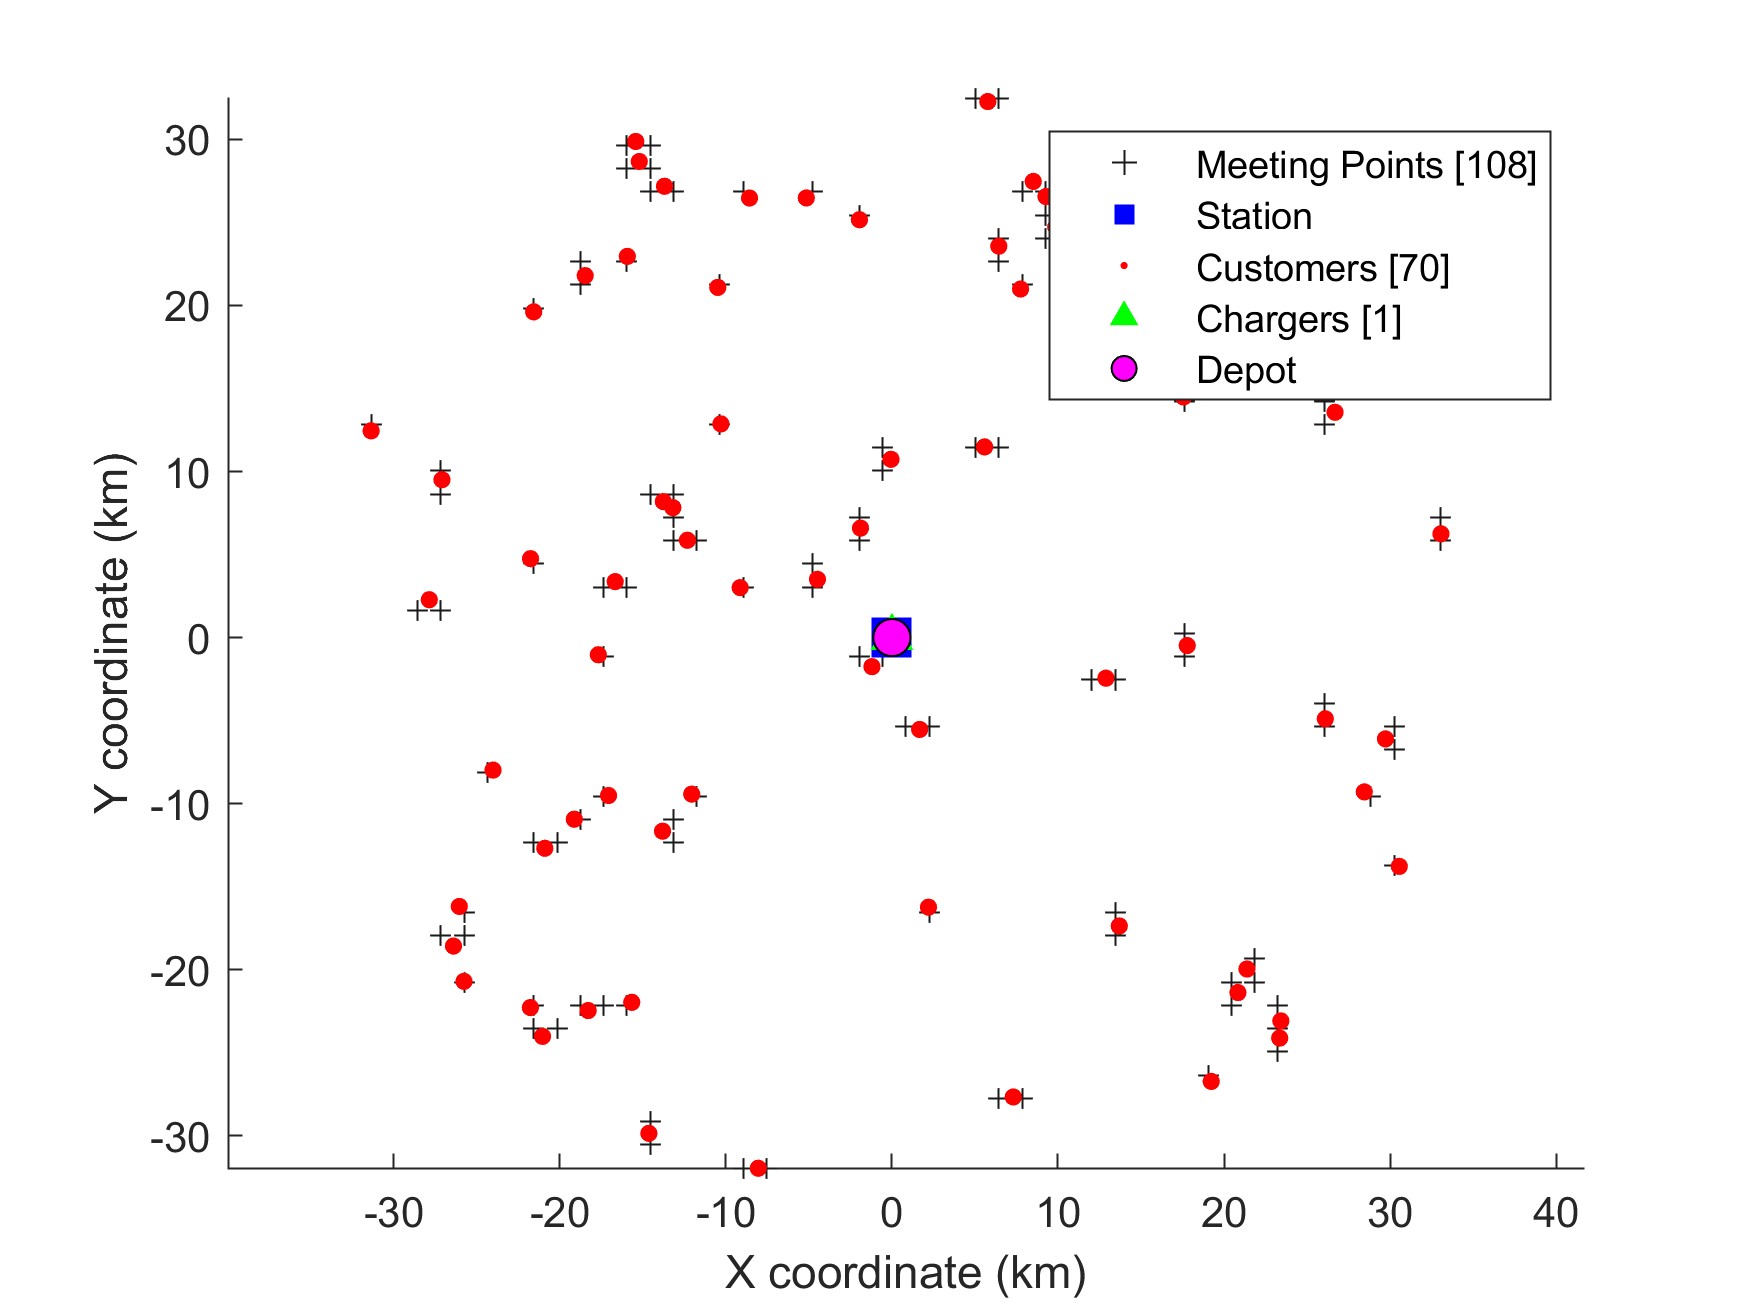 30
20
10
0
-10
-20
-30
Y coordinate (km)
Meeting Points [108]
Station
Customers [70]
Chargers [1]
Depot
-30 -20 -10 0 10 20 30 40
X coordinate (km)